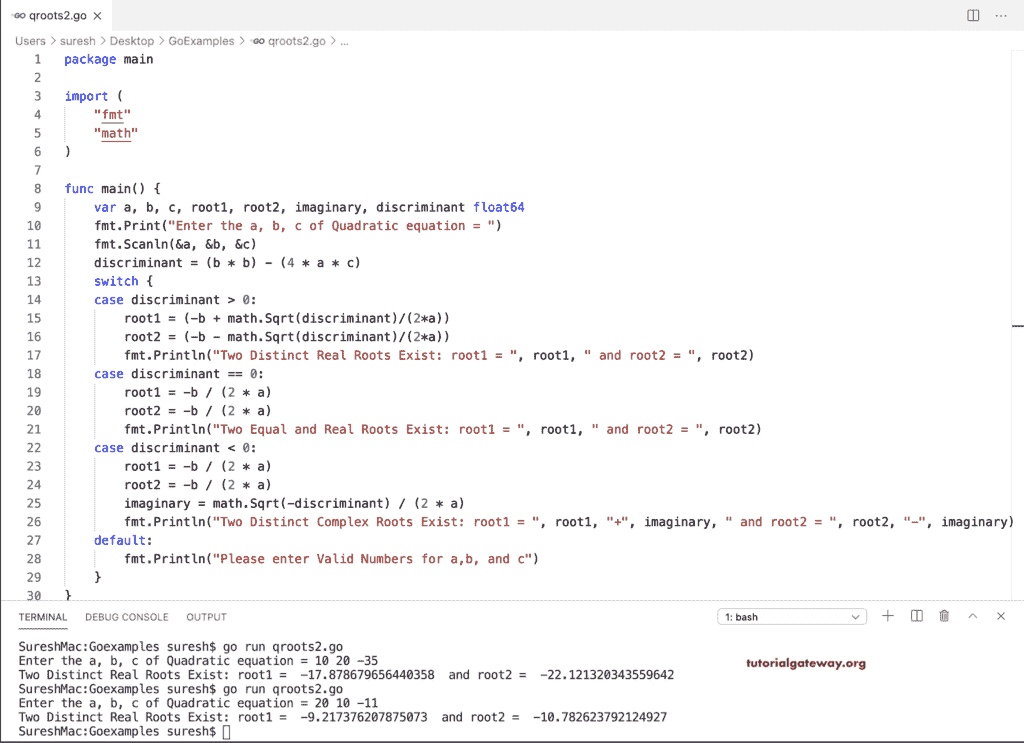 qroots2.go ×
Users > suresh > Desktop > GoExamples > qroots2.go > ...
1 package main
2
3 import (
4 "fmt"
5 "math"
6 )
7
8 func main() {
9 var a, b, c, root1, root2, imaginary, discriminant float64
10 fmt.Print("Enter the a, b, c of Quadratic equation = ")
11 fmt.Scanln(&a, &b, &c)
12 discriminant = (b * b) - (4 * a * c)
13 switch {
14 case discriminant > 0:
15 root1 = (-b + math.Sqrt(discriminant)/(2*a))
16 root2 = (-b - math.Sqrt(discriminant)/(2*a))
17 fmt.Println("Two Distinct Real Roots Exist: root1 = ", root1, " and root2 = ", root2)
18 case discriminant == 0:
19 root1 = -b / (2 * a)
20 root2 = -b / (2 * a)
21 fmt.Println("Two Equal and Real Roots Exist: root1 = ", root1, " and root2 = ", root2)
22 case discriminant < 0:
23 root1 = -b / (2 * a)
24 root2 = -b / (2 * a)
25 imaginary = math.Sqrt(-discriminant) / (2 * a)
26 fmt.Println("Two Distinct Complex Roots Exist: root1 = ", root1, "+", imaginary, " and root2 = ", root2, "-", imaginary)
27 default:
28 fmt.Println("Please enter Valid Numbers for a,b, and c")
29 }
30 }
TERMINAL DEBUG CONSOLE OUTPUT 1: bash
SureshMac:Goexamples suresh$ go run qroots2.go
Enter the a, b, c of Quadratic equation = 10 20 -35
Two Distinct Real Roots Exist: root1 =  -17.878679656440358  and root2 =  -22.121320343559642
SureshMac:Goexamples suresh$ go run qroots2.go
Enter the a, b, c of Quadratic equation = 20 10 -11
Two Distinct Real Roots Exist: root1 =  -9.217376207875073  and root2 =  -10.782623792124927
SureshMac:Goexamples suresh$
tutorialgateway.org